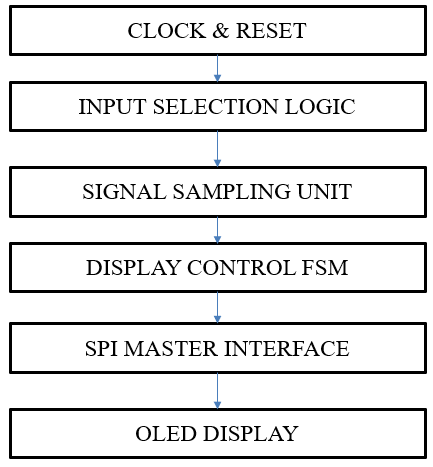 CLOCK & RESET
INPUT SELECTION LOGIC
SIGNAL SAMPLING UNIT
DISPLAY CONTROL FSM
SPI MASTER INTERFACE
OLED DISPLAY